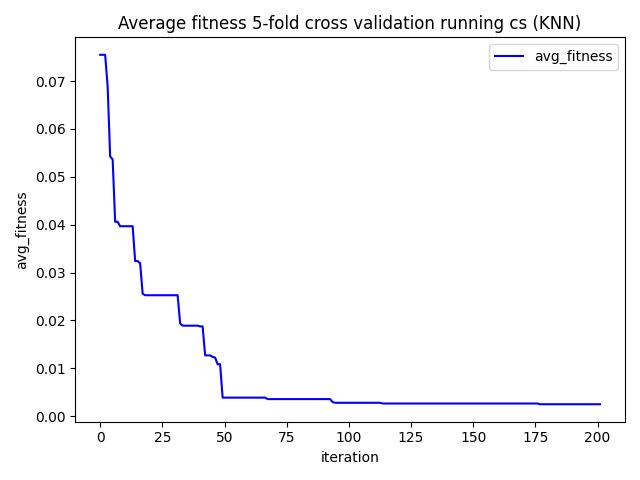 Average fitness 5-fold cross validation running cs (KNN)
avg_fitness
avg_fitness
0.07
0.06
0.05
0.04
0.03
0.02
0.01
0.00
0 25 50 75 100 125 150 175 200
iteration